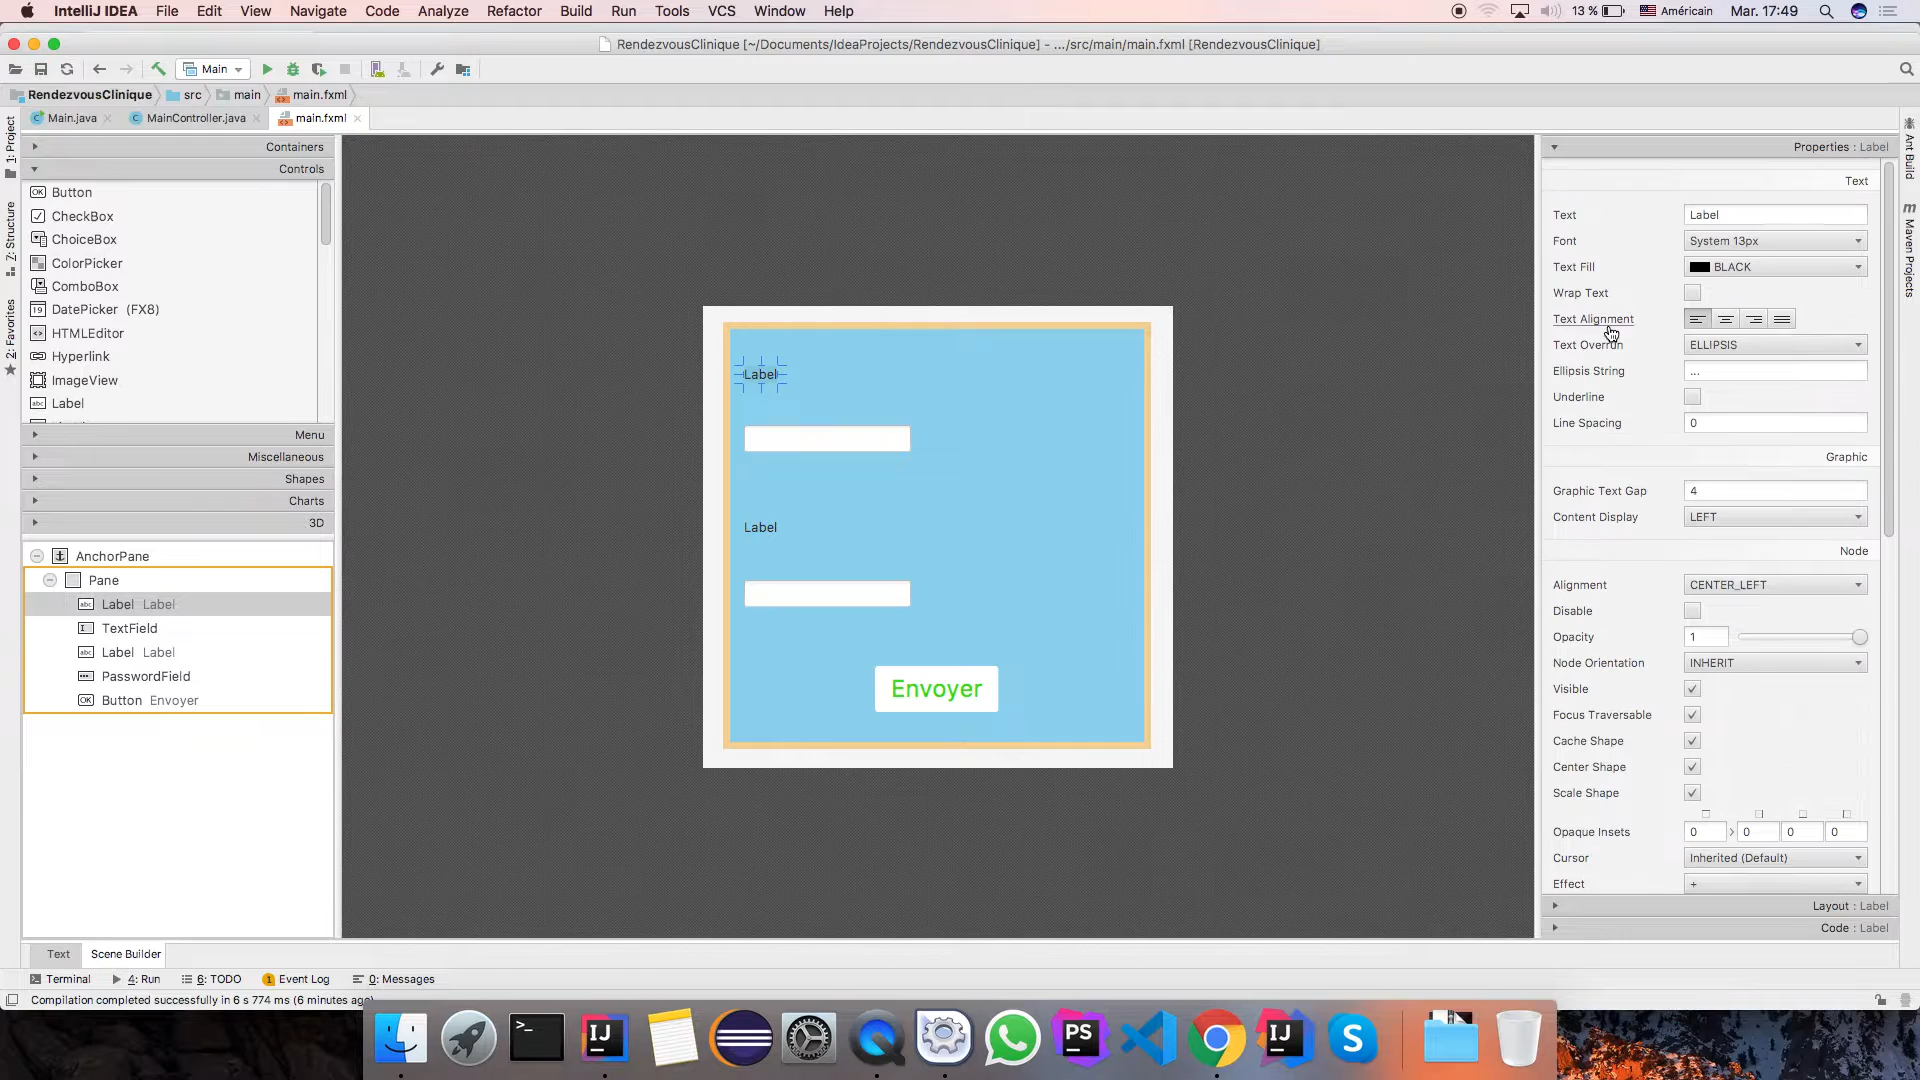 IntelliJ IDEA File Edit View Navigate Code Analyze Refactor Build Run Tools VCS Window Help 13 % Américain Mar. 17:49
RendezvousClinique [~/Documents/IdeaProjects/RendezvousClinique] - .../src/main/main.fxml [RendezvousClinique]
Main
RendezvousClinique src main main.fxml
Main.java MainController.java main.fxml
1: Project
Z: Structure
2: Favorites
Containers
Controls
Button
CheckBox
ChoiceBox
ColorPicker
ComboBox
DatePicker (FX8)
HTMLEditor
Hyperlink
ImageView
Label
Menu
Miscellaneous
Shapes
Charts
3D
AnchorPane
Pane
Label Label
TextField
Label Label
PasswordField
Button Envoyer
Label
Label
Envoyer
Properties : Label
Text
Text Label
Font System 13px
Text Fill BLACK
Wrap Text
Text Alignment
Text Overrun ELLIPSIS
Ellipsis String ...
Underline
Line Spacing 0
Graphic
Graphic Text Gap 4
Content Display LEFT
Node
Alignment CENTER_LEFT
Disable
Opacity 1
Node Orientation INHERIT
Visible
Focus Traversable
Cache Shape
Center Shape
Scale Shape
Opaque Insets 0 0 0 0
Cursor Inherited (Default)
Effect +
Layout : Label
Code : Label
Ant Build
Maven Projects
Text Scene Builder
Terminal 4: Run 6: TODO 1 Event Log 0: Messages
Compilation completed successfully in 6 s 774 ms (6 minutes ago)
>_ IJ PS IJ S